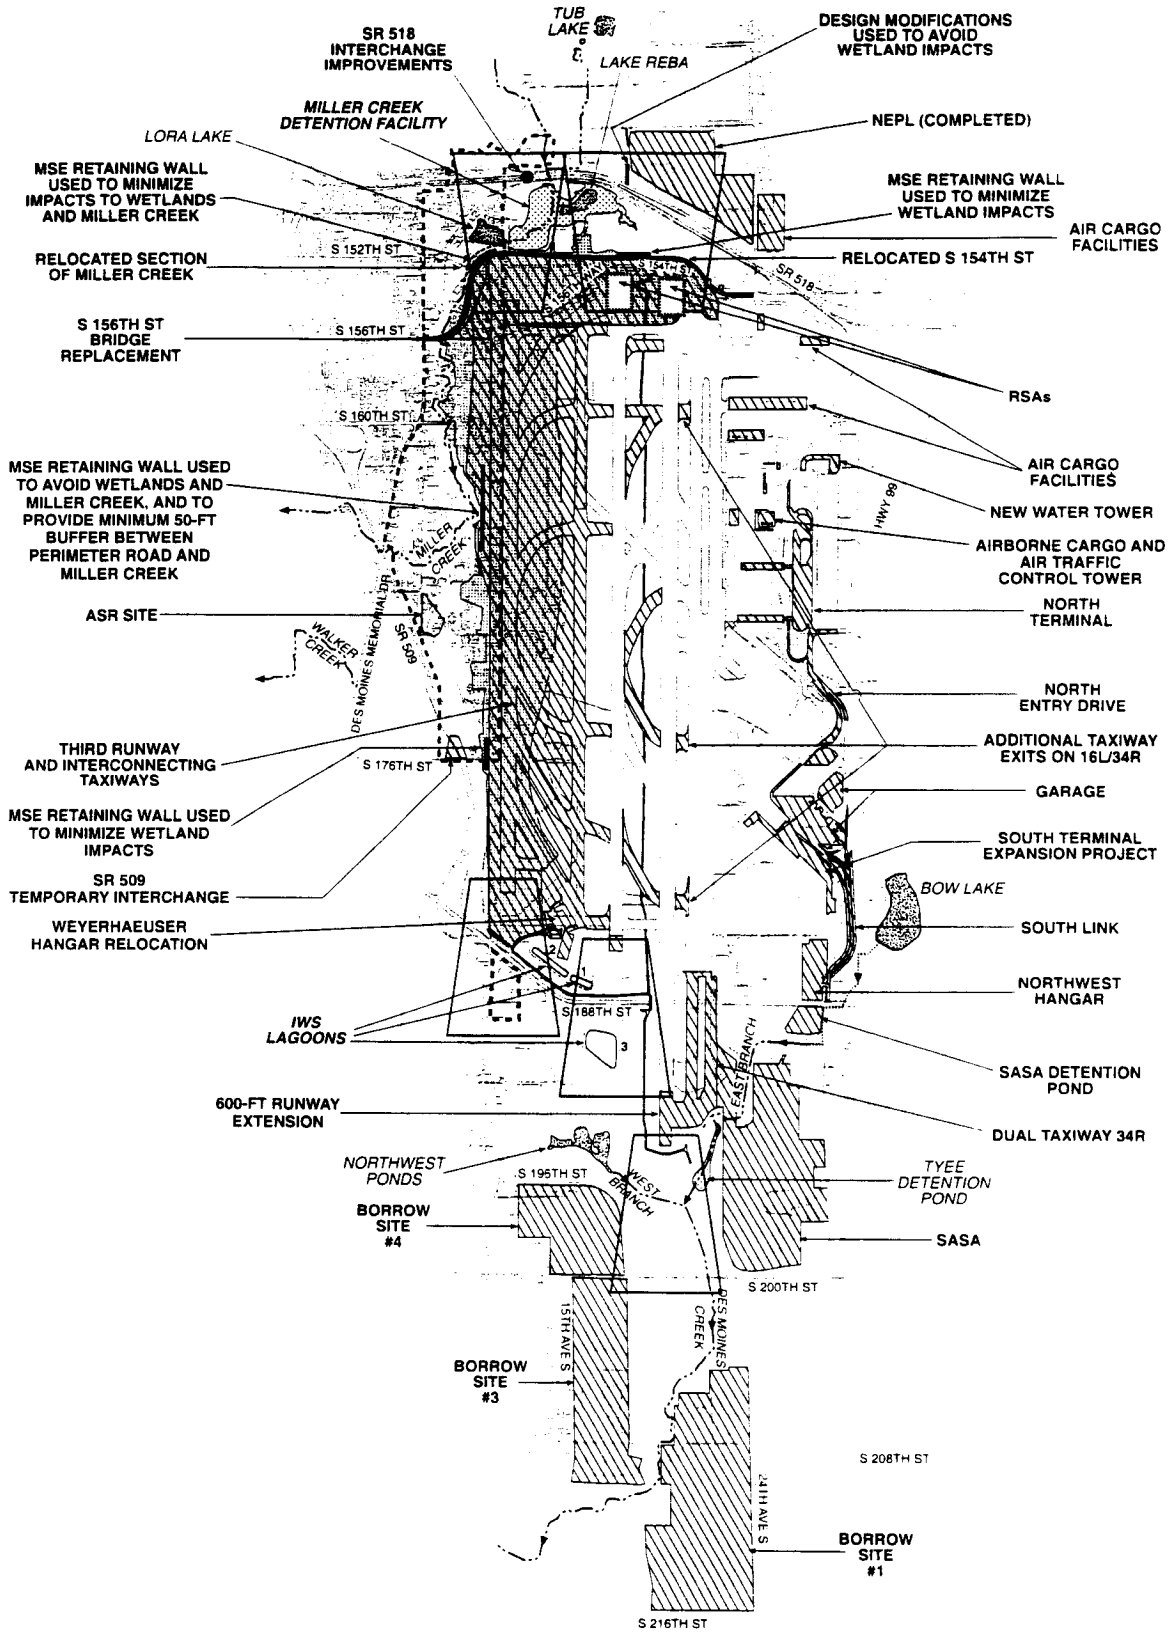 TUB
LAKE
DESIGN MODIFICATIONS
USED TO AVOID
WETLAND IMPACTS
SR 518
INTERCHANGE
IMPROVEMENTS
LAKE REBA
MILLER CREEK
DETENTION FACILITY
NEPL (COMPLETED)
LORA LAKE
MSE RETAINING WALL
USED TO MINIMIZE
IMPACTS TO WETLANDS
AND MILLER CREEK
MSE RETAINING WALL
USED TO MINIMIZE
WETLAND IMPACTS
AIR CARGO
FACILITIES
S 152TH ST
RELOCATED SECTION
OF MILLER CREEK
S 154TH ST
RELOCATED S 154TH ST
SR 518
S 156TH ST
BRIDGE
REPLACEMENT
S 156TH ST
S 156TH WAY
RSAs
S 160TH ST
MSE RETAINING WALL USED
TO AVOID WETLANDS AND
MILLER CREEK, AND TO
PROVIDE MINIMUM 50-FT
BUFFER BETWEEN
PERIMETER ROAD AND
MILLER CREEK
AIR CARGO
FACILITIES
HWY 99
NEW WATER TOWER
MILLER
CREEK
AIRBORNE CARGO AND
AIR TRAFFIC
CONTROL TOWER
ASR SITE
NORTH
TERMINAL
WALKER
CREEK
DES MOINES MEMORIAL DR
SR 509
NORTH
ENTRY DRIVE
THIRD RUNWAY
AND INTERCONNECTING
TAXIWAYS
S 176TH ST
ADDITIONAL TAXIWAY
EXITS ON 16L/34R
GARAGE
MSE RETAINING WALL USED
TO MINIMIZE WETLAND
IMPACTS
SOUTH TERMINAL
EXPANSION PROJECT
SR 509
TEMPORARY INTERCHANGE
BOW LAKE
WEYERHAEUSER
HANGAR RELOCATION
SOUTH LINK
2
1
NORTHWEST
HANGAR
IWS
LAGOONS
S 188TH ST
3
EAST BRANCH
SASA DETENTION
POND
600-FT RUNWAY
EXTENSION
DUAL TAXIWAY 34R
NORTHWEST
PONDS
S 195TH ST
WEST
BRANCH
TYEE
DETENTION
POND
BORROW
SITE
#4
SASA
S 200TH ST
15TH AVE S
DES MOINES
CREEK
BORROW
SITE
#3
S 208TH ST
24TH AVE S
BORROW
SITE
#1
S 216TH ST